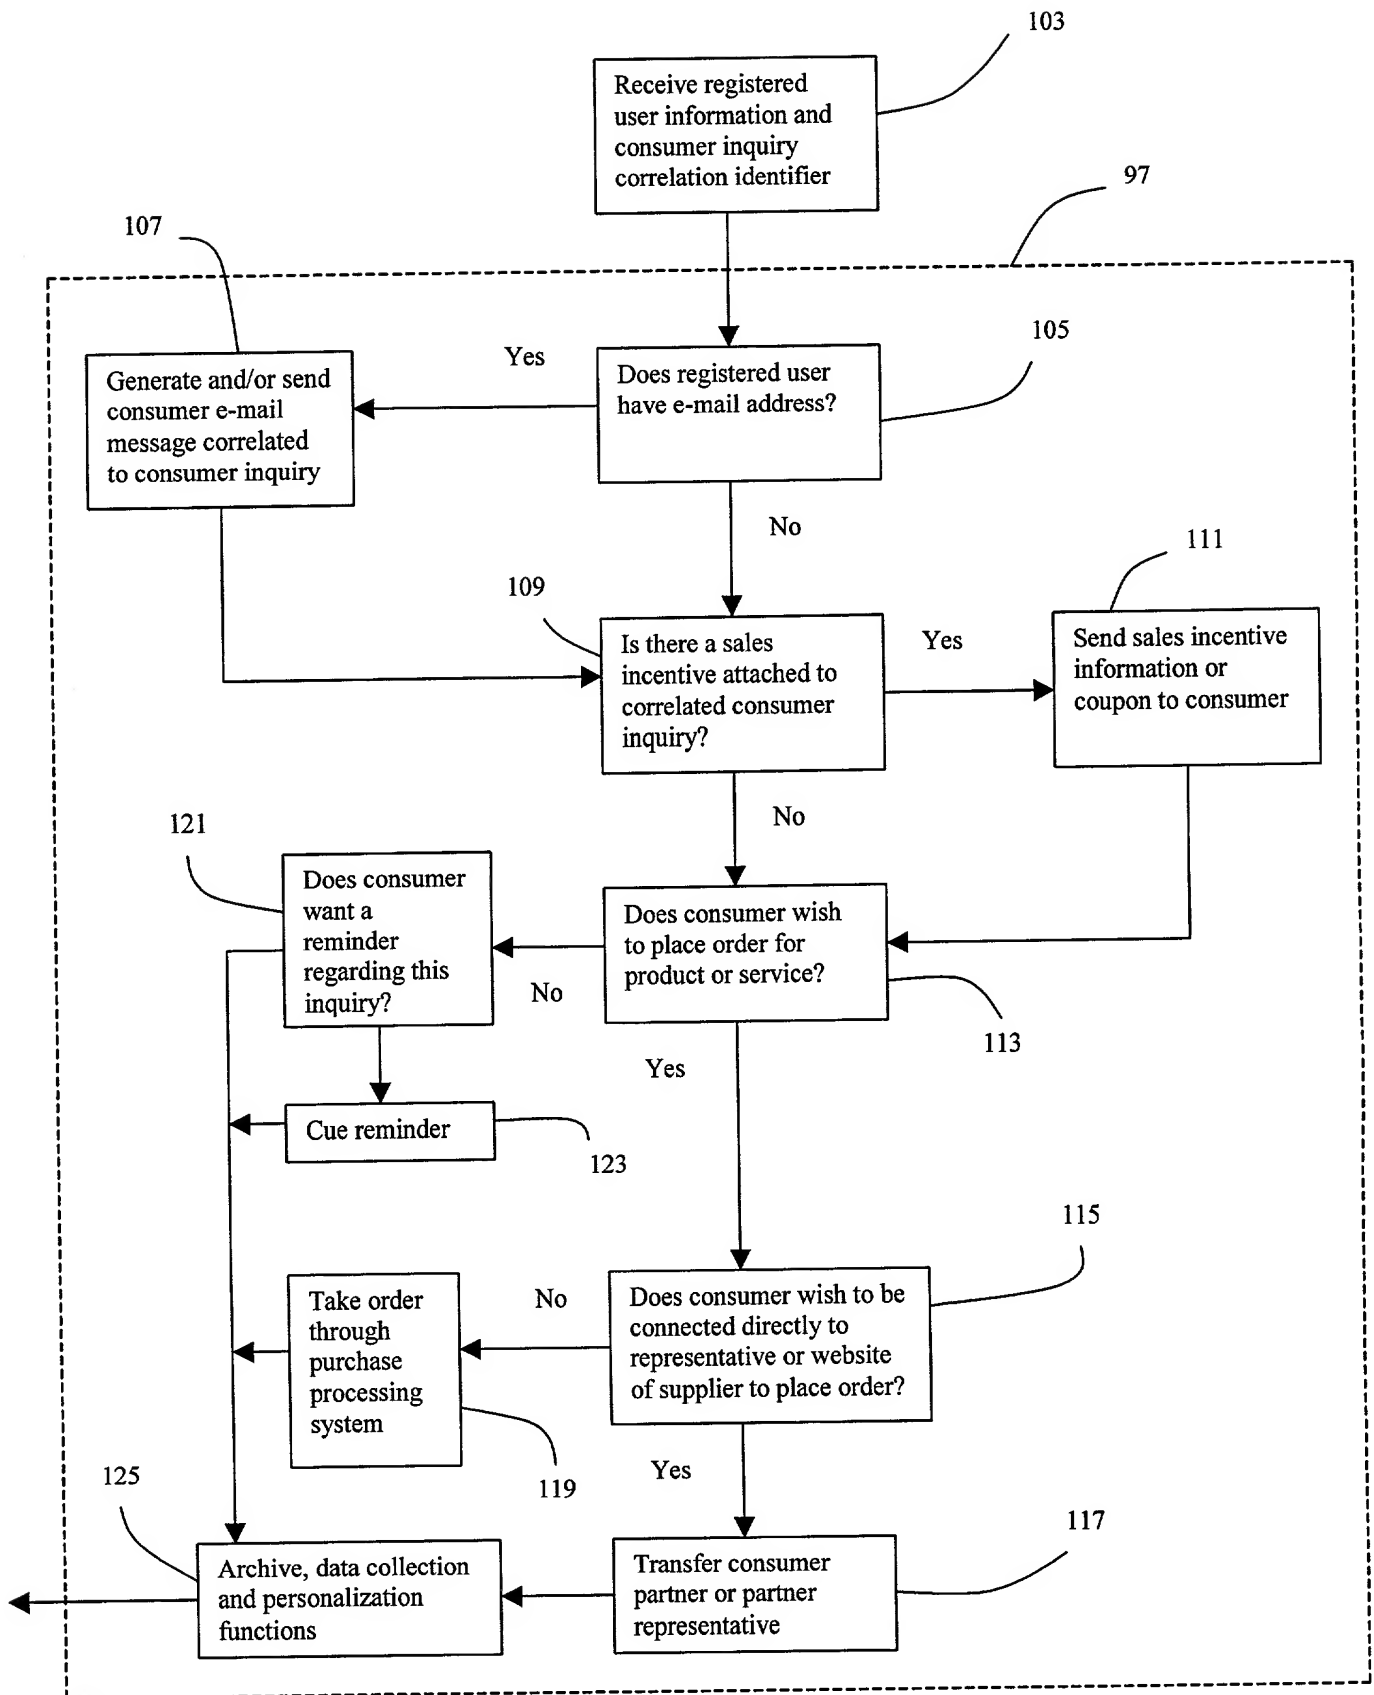 103
Receive registered
user information and
consumer inquiry
correlation identifier
97
107
105
Yes
Generate and/or send
consumer e-mail
message correlated
to consumer inquiry
Does registered user
have e-mail address?
No
111
109
Is there a sales
incentive attached to
correlated consumer
inquiry?
Yes
Send sales incentive
information or
coupon to consumer
No
121
Does consumer
want a
reminder
regarding this
inquiry?
Does consumer wish
to place order for
product or service?
No
113
Yes
Cue reminder
123
115
Take order
through
purchase
processing
system
No
Does consumer wish to be
connected directly to
representative or website
of supplier to place order?
119
Yes
125
117
Archive, data collection
and personalization
functions
Transfer consumer
partner or partner
representative